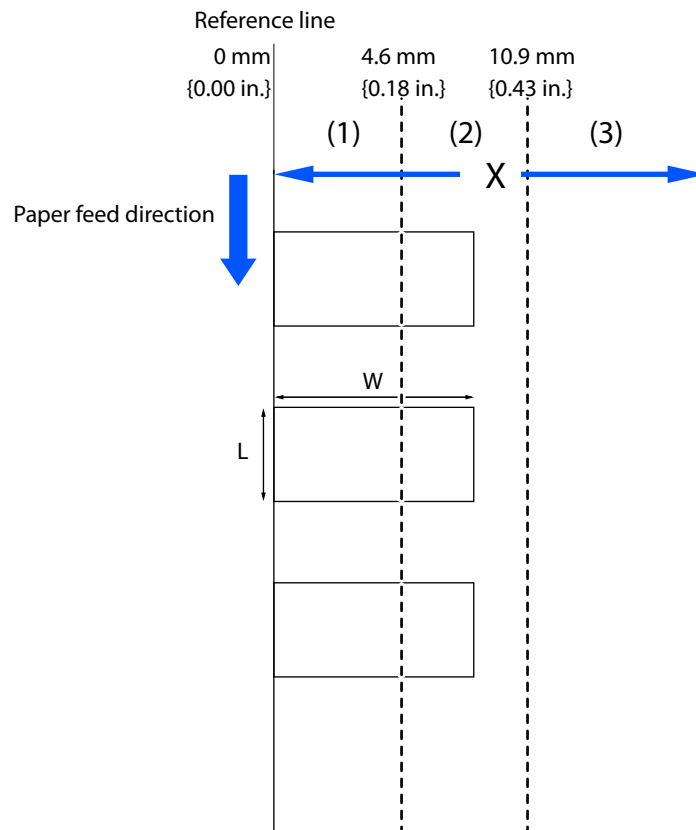 Reference line
0 mm 4.6 mm 10.9 mm
{0.00 in.} {0.18 in.} {0.43 in.}
(1) (2) (3)
X
Paper feed direction
W
L